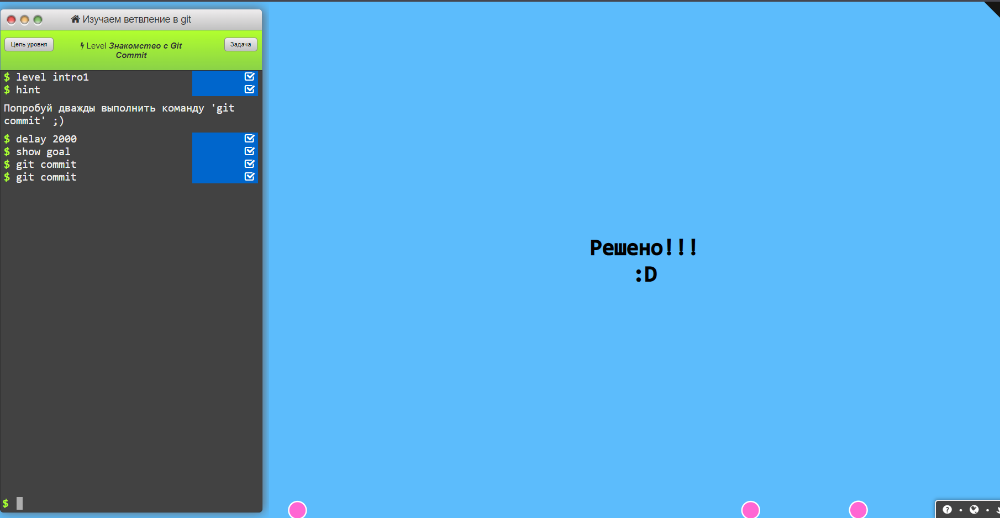 Изучаем ветвление в git
Цель уровня
Level Знакомство с Git
Commit
Задача
$ level intro1
$ hint
Попробуй дважды выполнить команду 'git
commit' ;)
$ delay 2000
$ show goal
$ git commit
$ git commit
$
Решено!!!
:D